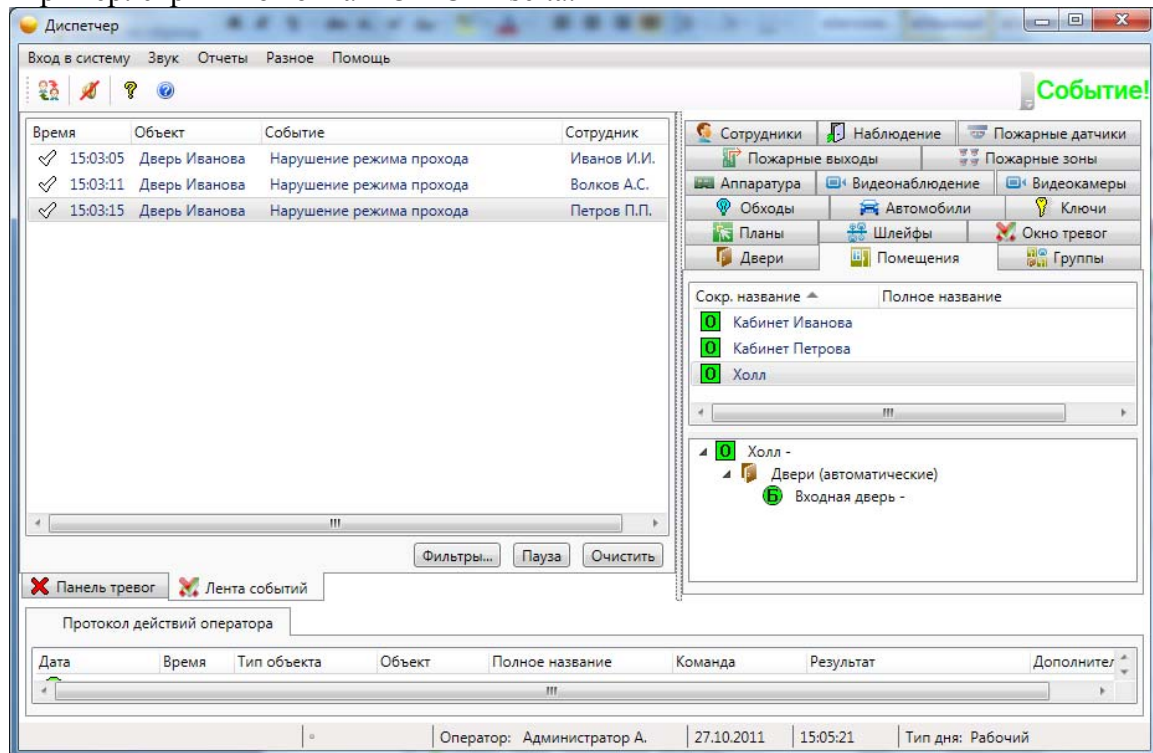 Диспетчер
Вход в систему Звук Отчеты Разное Помощь
Событие!
Время Объект Событие Сотрудник
15:03:05 Дверь Иванова Нарушение режима прохода Иванов И.И.
15:03:11 Дверь Иванова Нарушение режима прохода Волков А.С.
15:03:15 Дверь Иванова Нарушение режима прохода Петров П.П.
Фильтры... Пауза Очистить
Панель тревог Лента событий
Сотрудники Наблюдение Пожарные датчики
Пожарные выходы Пожарные зоны
Аппаратура Видеонаблюдение Видеокамеры
Обходы Автомобили Ключи
Планы Шлейфы Окно тревог
Двери Помещения Группы
Сокр. название Полное название
О Кабинет Иванова
О Кабинет Петрова
О Холл
О Холл -
Двери (автоматические)
Б Входная дверь -
Протокол действий оператора
Дата Время Тип объекта Объект Полное название Команда Результат Дополнител
Оператор: Администратор А. 27.10.2011 15:05:21 Тип дня: Рабочий